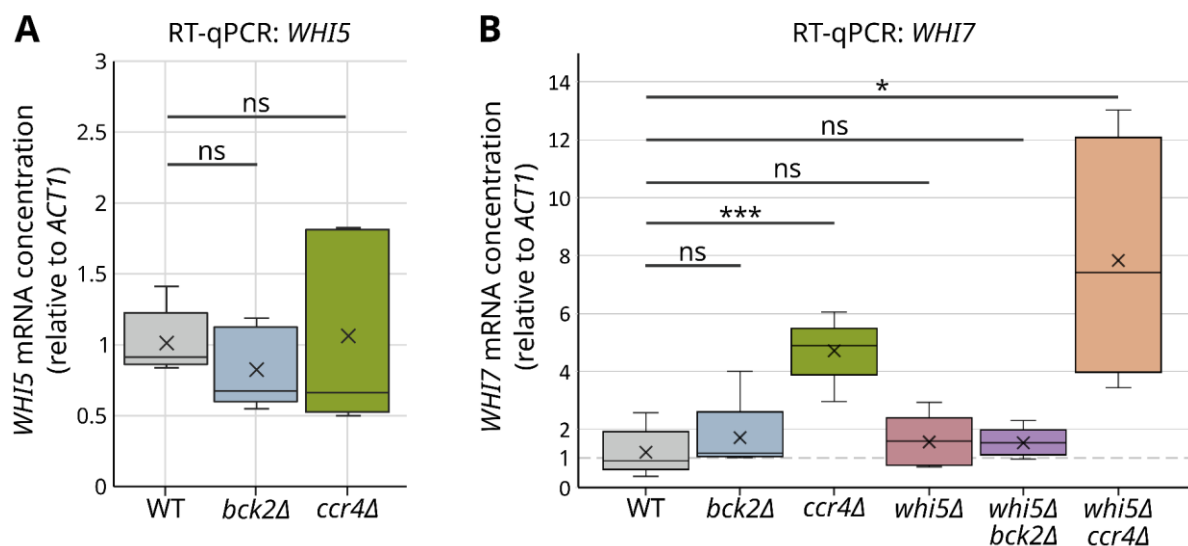 A
RT-qPCR: WHI5
WHI5 mRNA concentration
(relative to ACT1)
3
2.5
2
1.5
1
0.5
0
ns
ns
WT
bck2Δ
ccr4Δ
B
RT-qPCR: WHI7
WHI7 mRNA concentration
(relative to ACT1)
14
12
10
8
6
4
2
1
0
*
ns
ns
***
ns
WT
bck2Δ
ccr4Δ
whi5Δ
whi5Δ
bck2Δ
whi5Δ
ccr4Δ